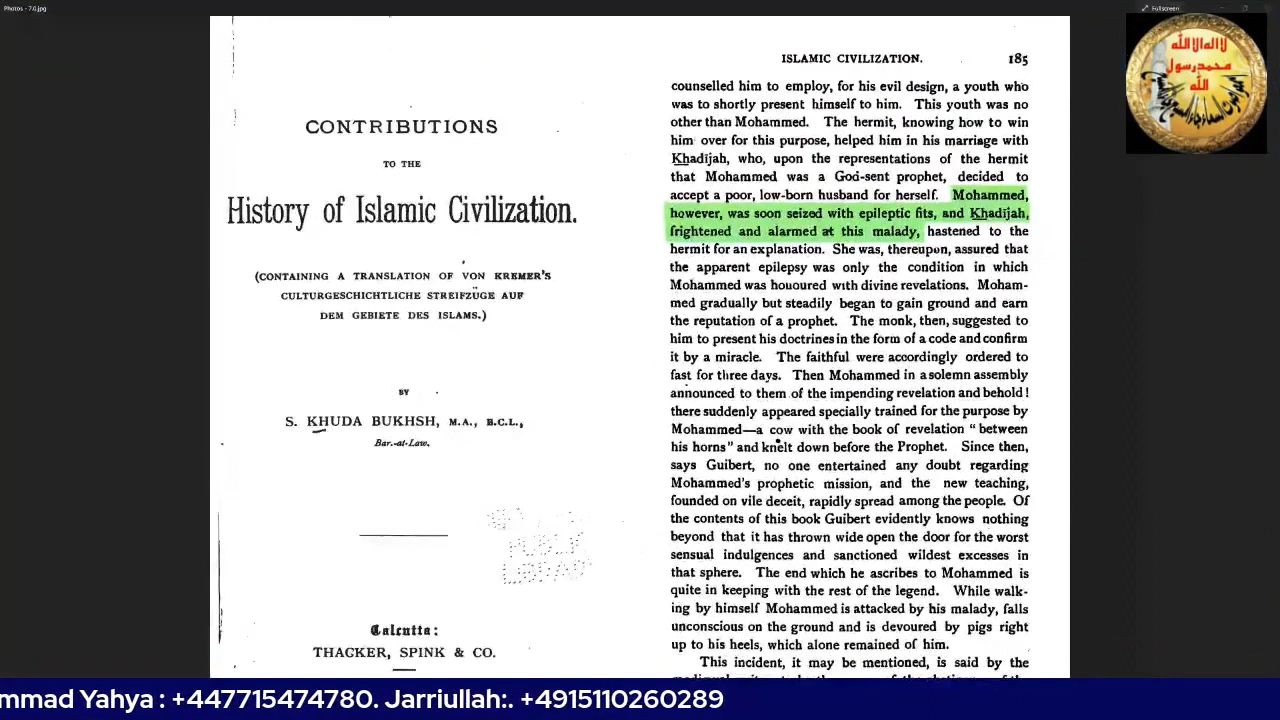 Photos - 7.6.jpg
Fullscreen
لا اله الا الله
محمد رسول
الله
CONTRIBUTIONS
TO THE
History of Islamic Civilization.
(CONTAINING A TRANSLATION OF VON KREMER'S
CULTURGESCHICHTLICHE STREIFZÜGE AUF
DEM GEBIETE DES ISLAMS.)
BY
S. KHUDA BUKHSH, M.A., B.C.L.,
Bar.-at-Law.
PUBLIC
Calcutta:
THACKER, SPINK & CO.
ISLAMIC CIVILIZATION. 185
counselled him to employ, for his evil design, a youth who
was to shortly present himself to him. This youth was no
other than Mohammed. The hermit, knowing how to win
him over for this purpose, helped him in his marriage with
Khadījah, who, upon the representations of the hermit
that Mohammed was a God-sent prophet, decided to
accept a poor, low-born husband for herself. Mohammed,
however, was soon seized with epileptic fits, and Khadījah,
frightened and alarmed at this malady, hastened to the
hermit for an explanation. She was, thereupon, assured that
the apparent epilepsy was only the condition in which
Mohammed was honoured with divine revelations. Moham-
med gradually but steadily began to gain ground and earn
the reputation of a prophet. The monk, then, suggested to
him to present his doctrines in the form of a code and confirm
it by a miracle. The faithful were accordingly ordered to
fast for three days. Then Mohammed in a solemn assembly
announced to them of the impending revelation and behold!
there suddenly appeared specially trained for the purpose by
Mohammed—a cow with the book of revelation “ between
his horns” and knelt down before the Prophet. Since then,
says Guibert, no one entertained any doubt regarding
Mohammed's prophetic mission, and the new teaching,
founded on vile deceit, rapidly spread among the people. Of
the contents of this book Guibert evidently knows nothing
beyond that it has thrown wide open the door for the worst
sensual indulgences and sanctioned wildest excesses in
that sphere. The end which he ascribes to Mohammed is
quite in keeping with the rest of the legend. While walk-
ing by himself Mohammed is attacked by his malady, falls
unconscious on the ground and is devoured by pigs right
up to his heels, which alone remained of him.
This incident, it may be mentioned, is said by the
mmad Yahya : +447715474780. Jarriullah:. +4915110260289